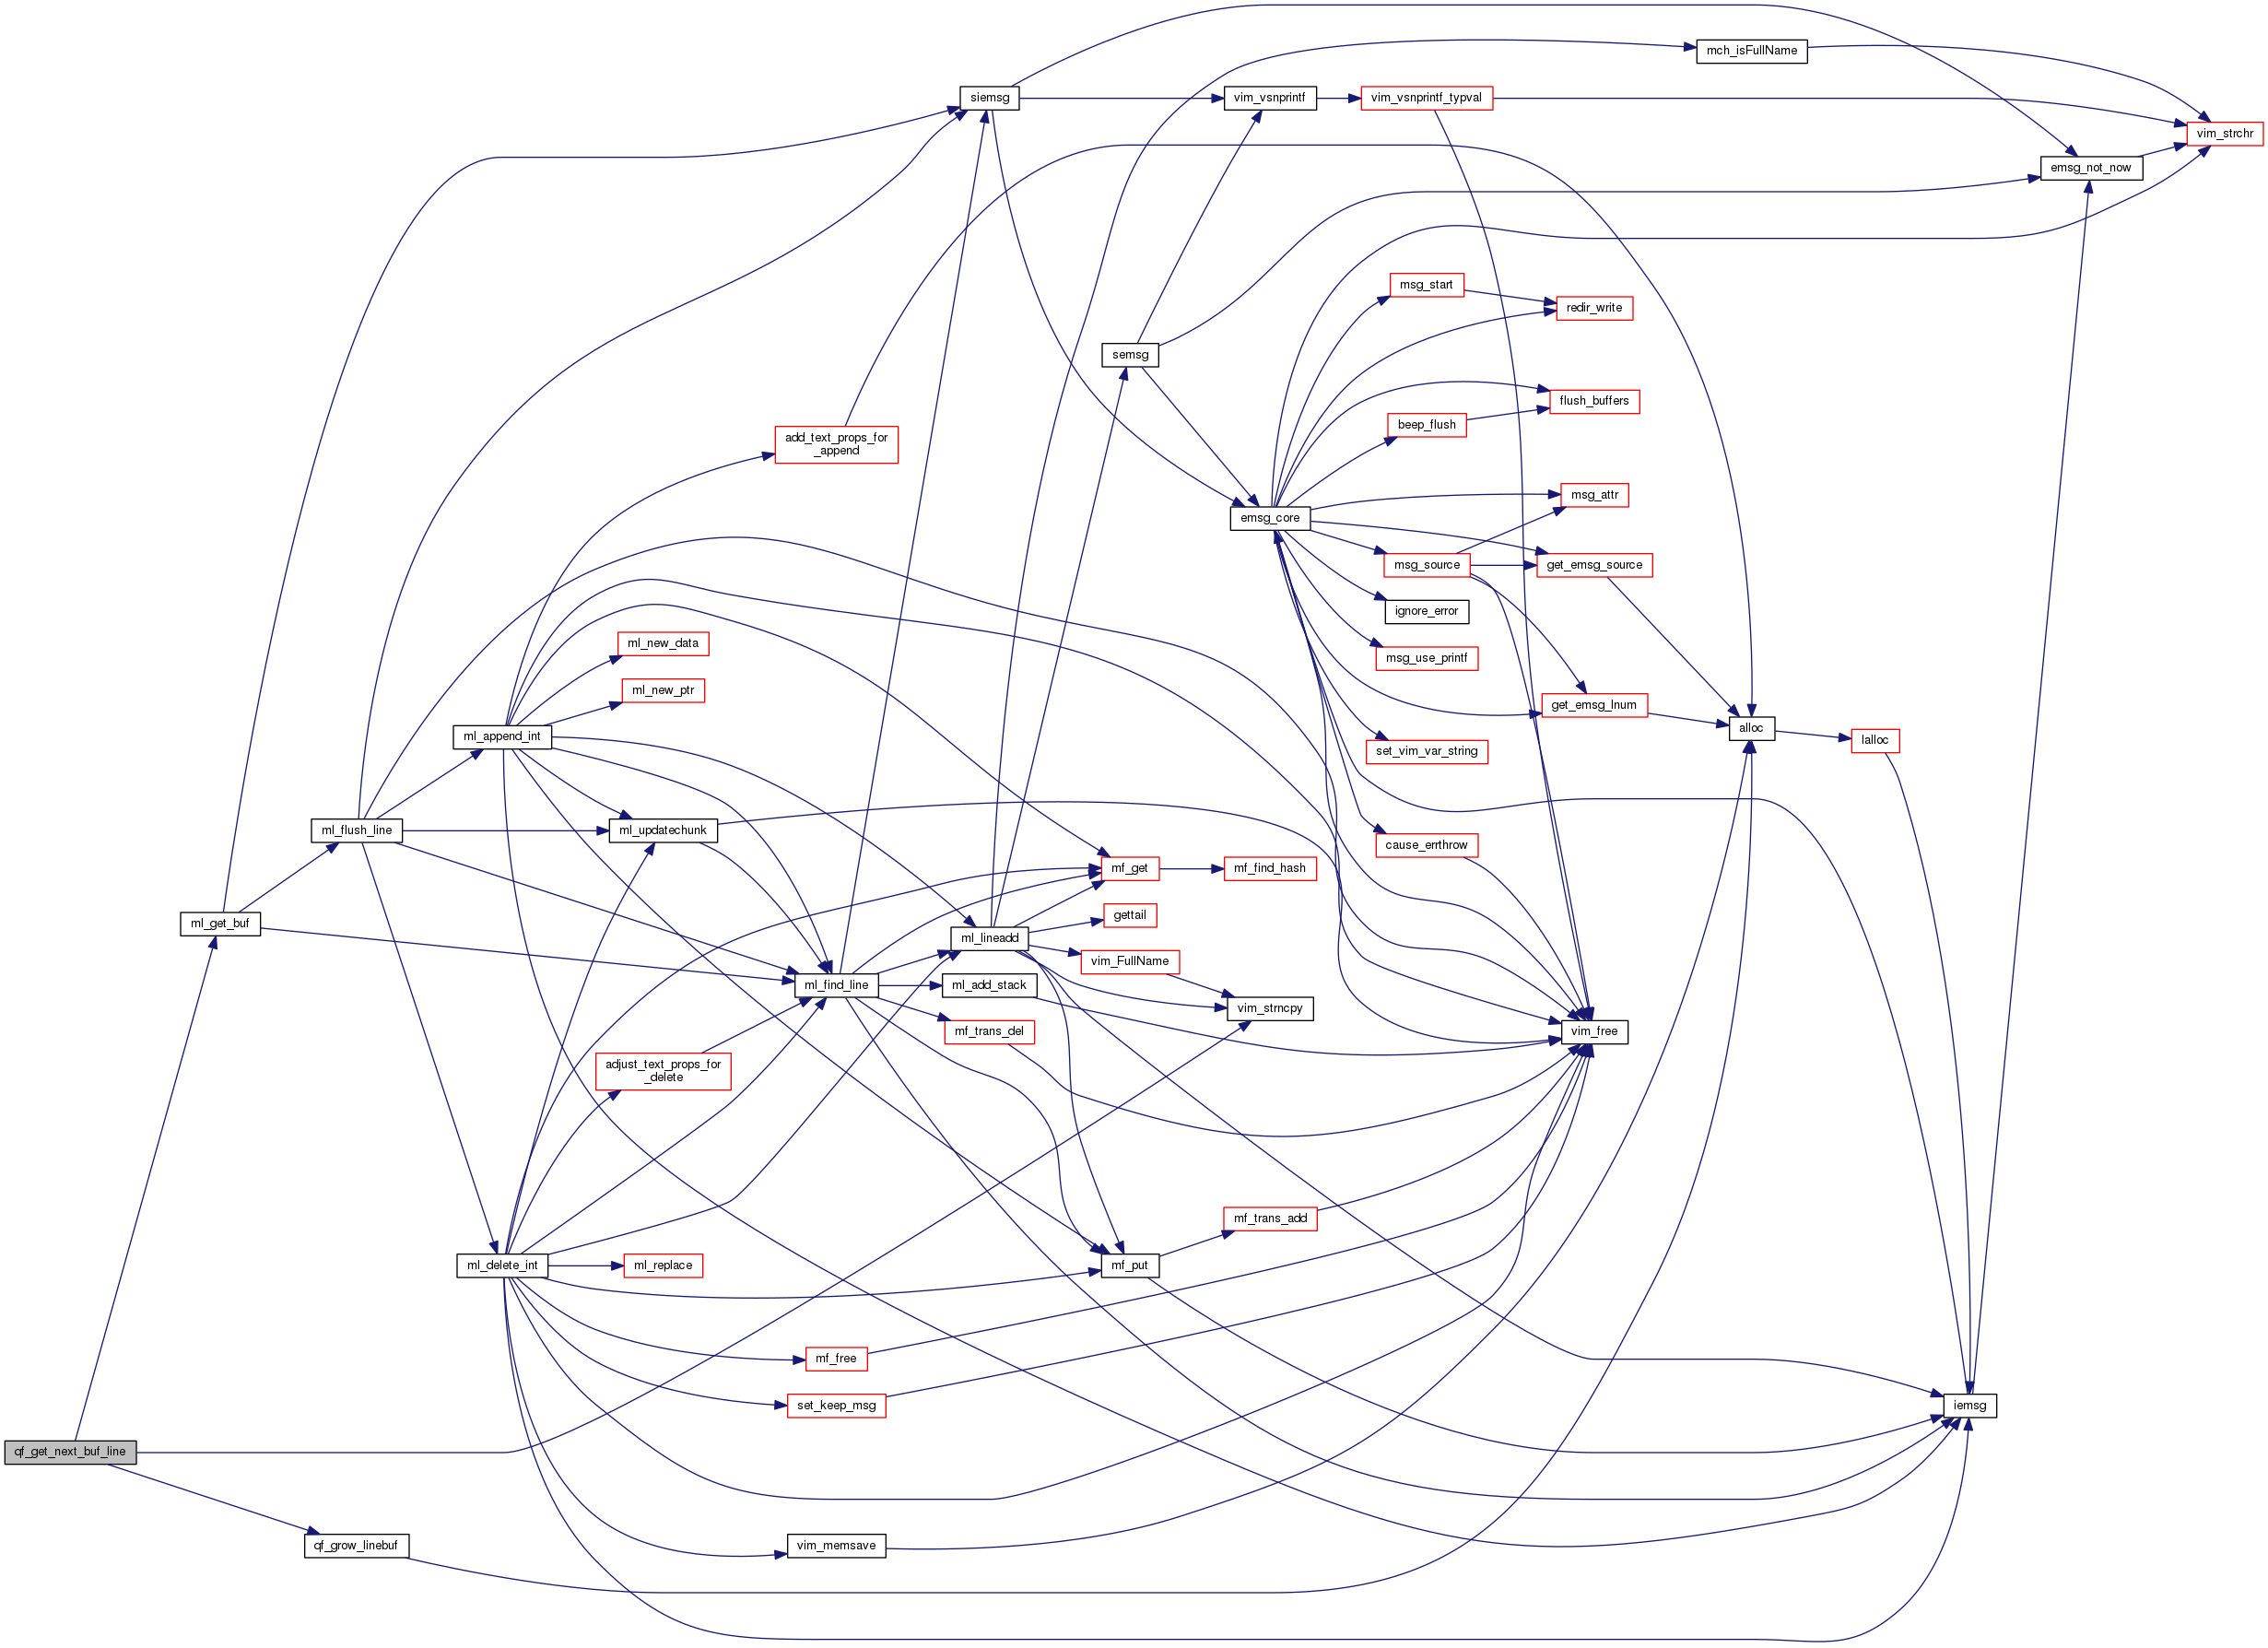 mch_isFullName
siemsg
vim_vsnprintf
vim_vsnprintf_typval
vim_strchr
emsg_not_now
msg_start
redir_write
semsg
flush_buffers
beep_flush
add_text_props_for
_append
msg_attr
emsg_core
msg_source
get_emsg_source
ignore_error
ml_new_data
msg_use_printf
ml_new_ptr
get_emsg_lnum
ml_append_int
alloc
lalloc
set_vim_var_string
ml_flush_line
ml_updatechunk
cause_errthrow
mf_get
mf_find_hash
gettail
ml_get_buf
ml_lineadd
vim_FullName
ml_find_line
ml_add_stack
vim_strncpy
mf_trans_del
vim_free
adjust_text_props_for
_delete
mf_trans_add
ml_delete_int
ml_replace
mf_put
mf_free
set_keep_msg
iemsg
qf_get_next_buf_line
qf_grow_linebuf
vim_memsave